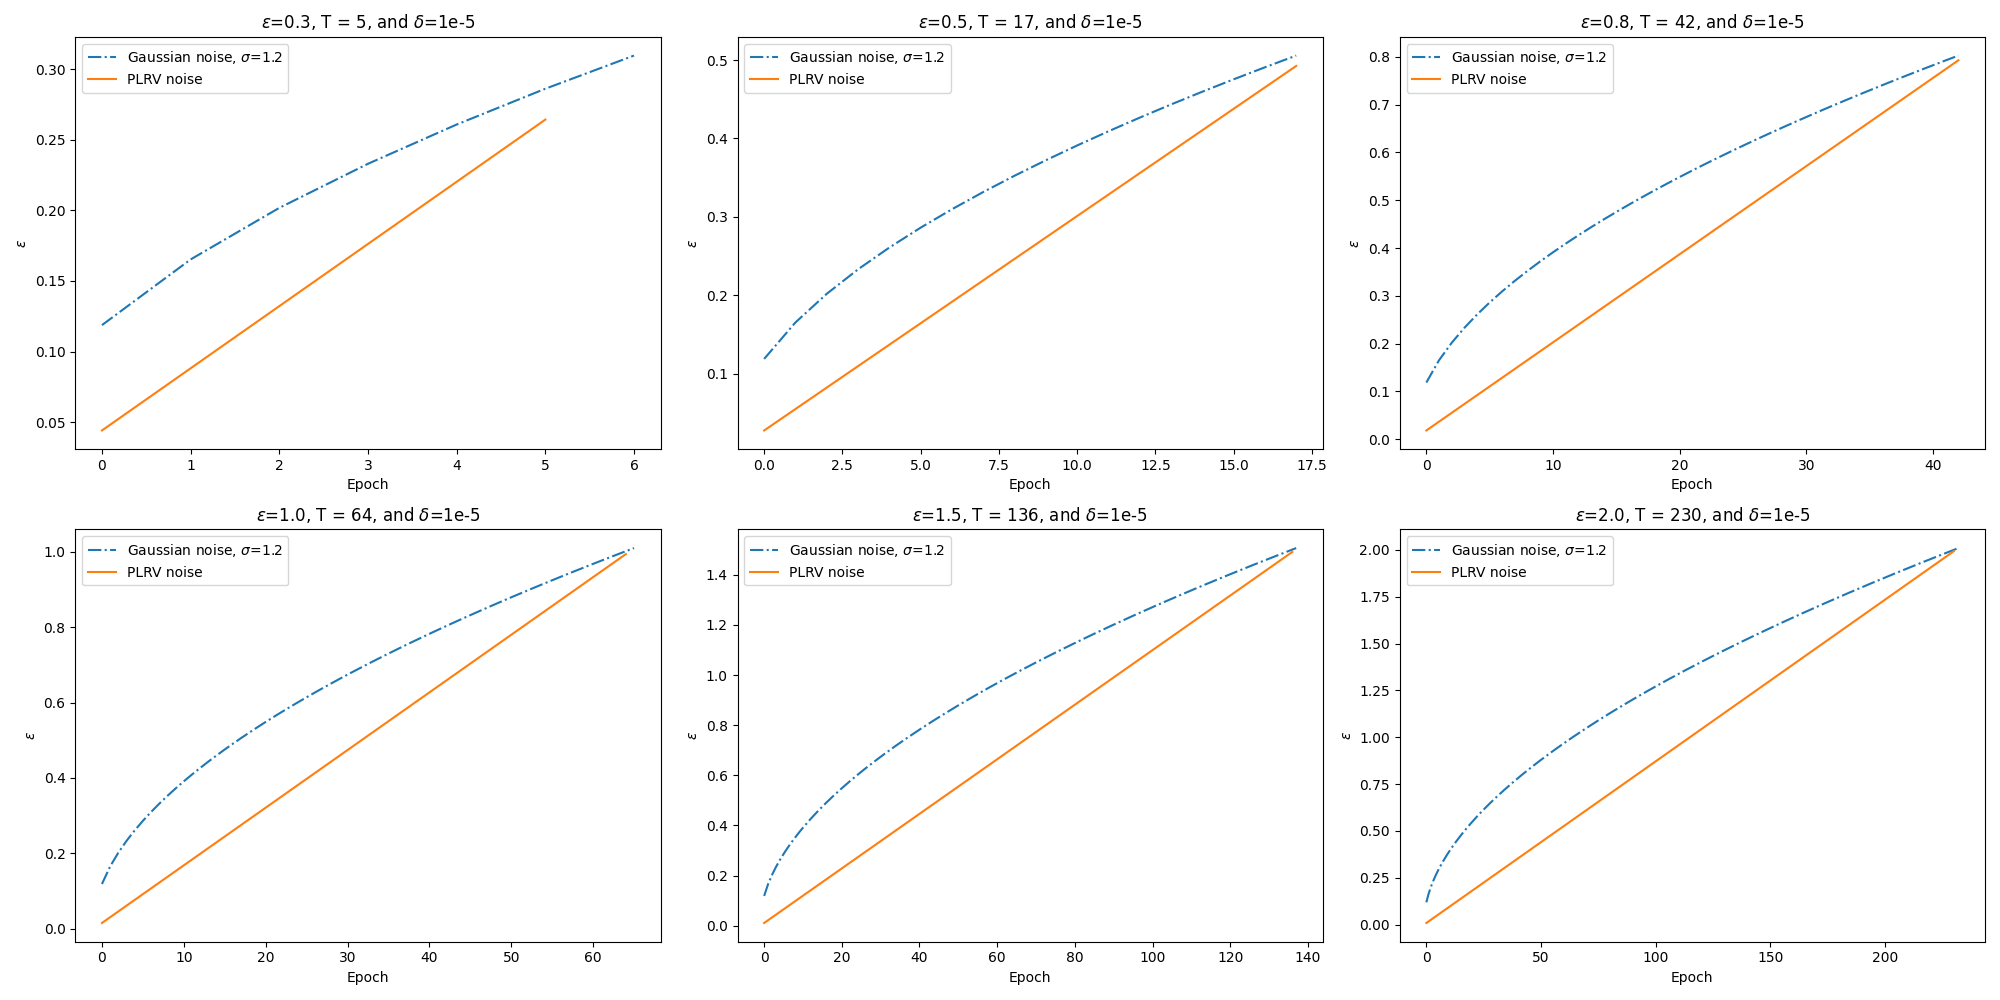 ε=0.3, T = 5, and δ=1e-5
Gaussian noise, σ=1.2
PLRV noise
0.30
0.25
0.20
0.15
0.10
0.05
ε
0 1 2 3 4 5 6
Epoch
ε=0.5, T = 17, and δ=1e-5
Gaussian noise, σ=1.2
PLRV noise
0.5
0.4
0.3
0.2
0.1
ε
0.0 2.5 5.0 7.5 10.0 12.5 15.0 17.5
Epoch
ε=0.8, T = 42, and δ=1e-5
Gaussian noise, σ=1.2
PLRV noise
0.8
0.7
0.6
0.5
0.4
0.3
0.2
0.1
0.0
ε
0 10 20 30 40
Epoch
ε=1.0, T = 64, and δ=1e-5
Gaussian noise, σ=1.2
PLRV noise
1.0
0.8
0.6
0.4
0.2
0.0
ε
0 10 20 30 40 50 60
Epoch
ε=1.5, T = 136, and δ=1e-5
Gaussian noise, σ=1.2
PLRV noise
1.4
1.2
1.0
0.8
0.6
0.4
0.2
0.0
ε
0 20 40 60 80 100 120 140
Epoch
ε=2.0, T = 230, and δ=1e-5
Gaussian noise, σ=1.2
PLRV noise
2.00
1.75
1.50
1.25
1.00
0.75
0.50
0.25
0.00
ε
0 50 100 150 200
Epoch